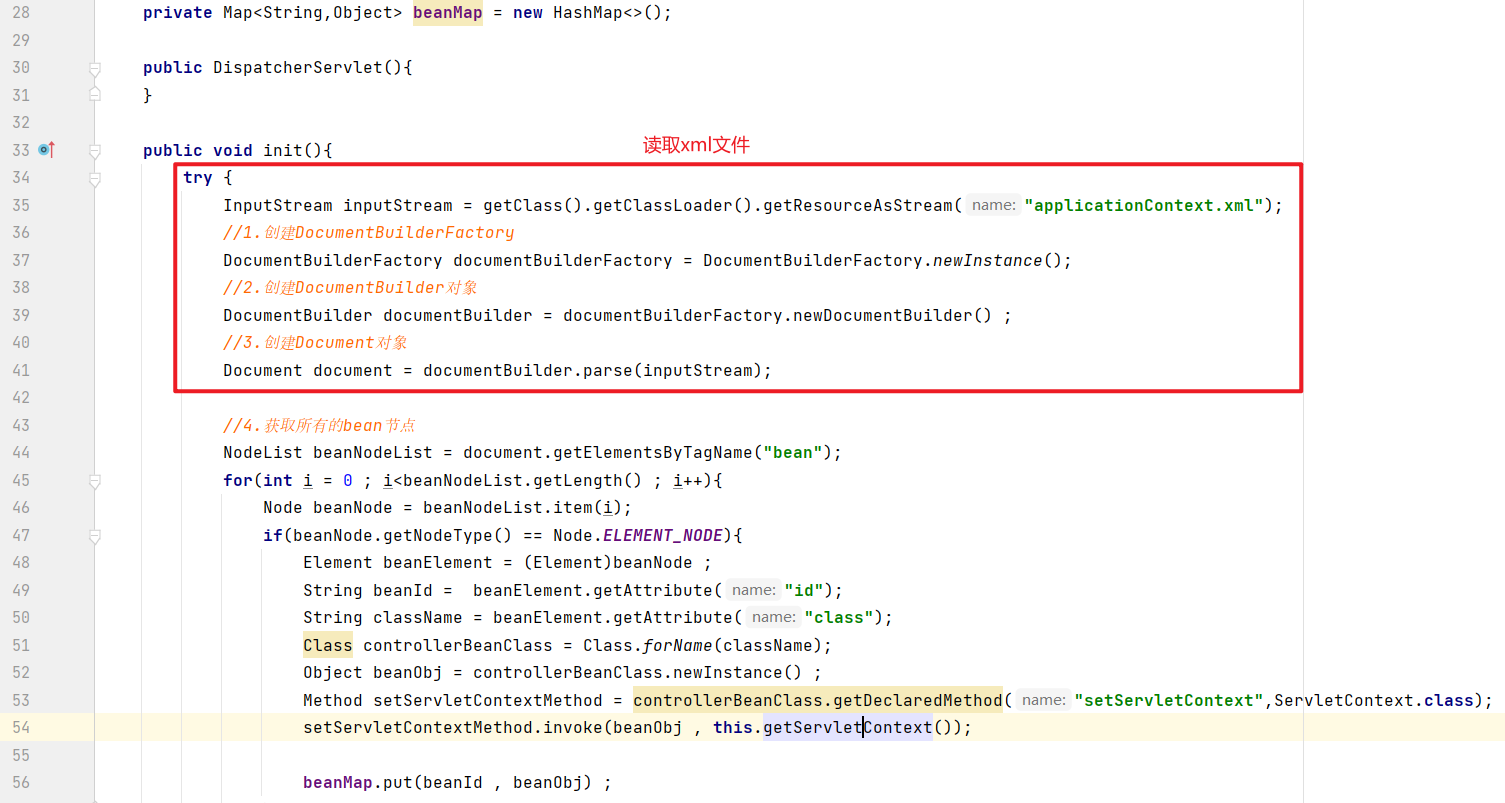 28 private Map<String,Object> beanMap = new HashMap<>();
29
30 public DispatcherServlet(){
31 }
32
读取xml文件
33 public void init(){
34 try {
35 InputStream inputStream = getClass().getClassLoader().getResourceAsStream( name: "applicationContext.xml");
36 //1.创建DocumentBuilderFactory
37 DocumentBuilderFactory documentBuilderFactory = DocumentBuilderFactory.newInstance();
38 //2.创建DocumentBuilder对象
39 DocumentBuilder documentBuilder = documentBuilderFactory.newDocumentBuilder() ;
40 //3.创建Document对象
41 Document document = documentBuilder.parse(inputStream);
42
43 //4.获取所有的bean节点
44 NodeList beanNodeList = document.getElementsByTagName("bean");
45 for(int i = 0 ; i<beanNodeList.getLength() ; i++){
46 Node beanNode = beanNodeList.item(i);
47 if(beanNode.getNodeType() == Node.ELEMENT_NODE){
48 Element beanElement = (Element)beanNode ;
49 String beanId =  beanElement.getAttribute( name: "id");
50 String className = beanElement.getAttribute( name: "class");
51 Class controllerBeanClass = Class.forName(className);
52 Object beanObj = controllerBeanClass.newInstance() ;
53 Method setServletContextMethod = controllerBeanClass.getDeclaredMethod( name: "setServletContext",ServletContext.class);
54 setServletContextMethod.invoke(beanObj , this.getServletContext());
55
56 beanMap.put(beanId , beanObj) ;